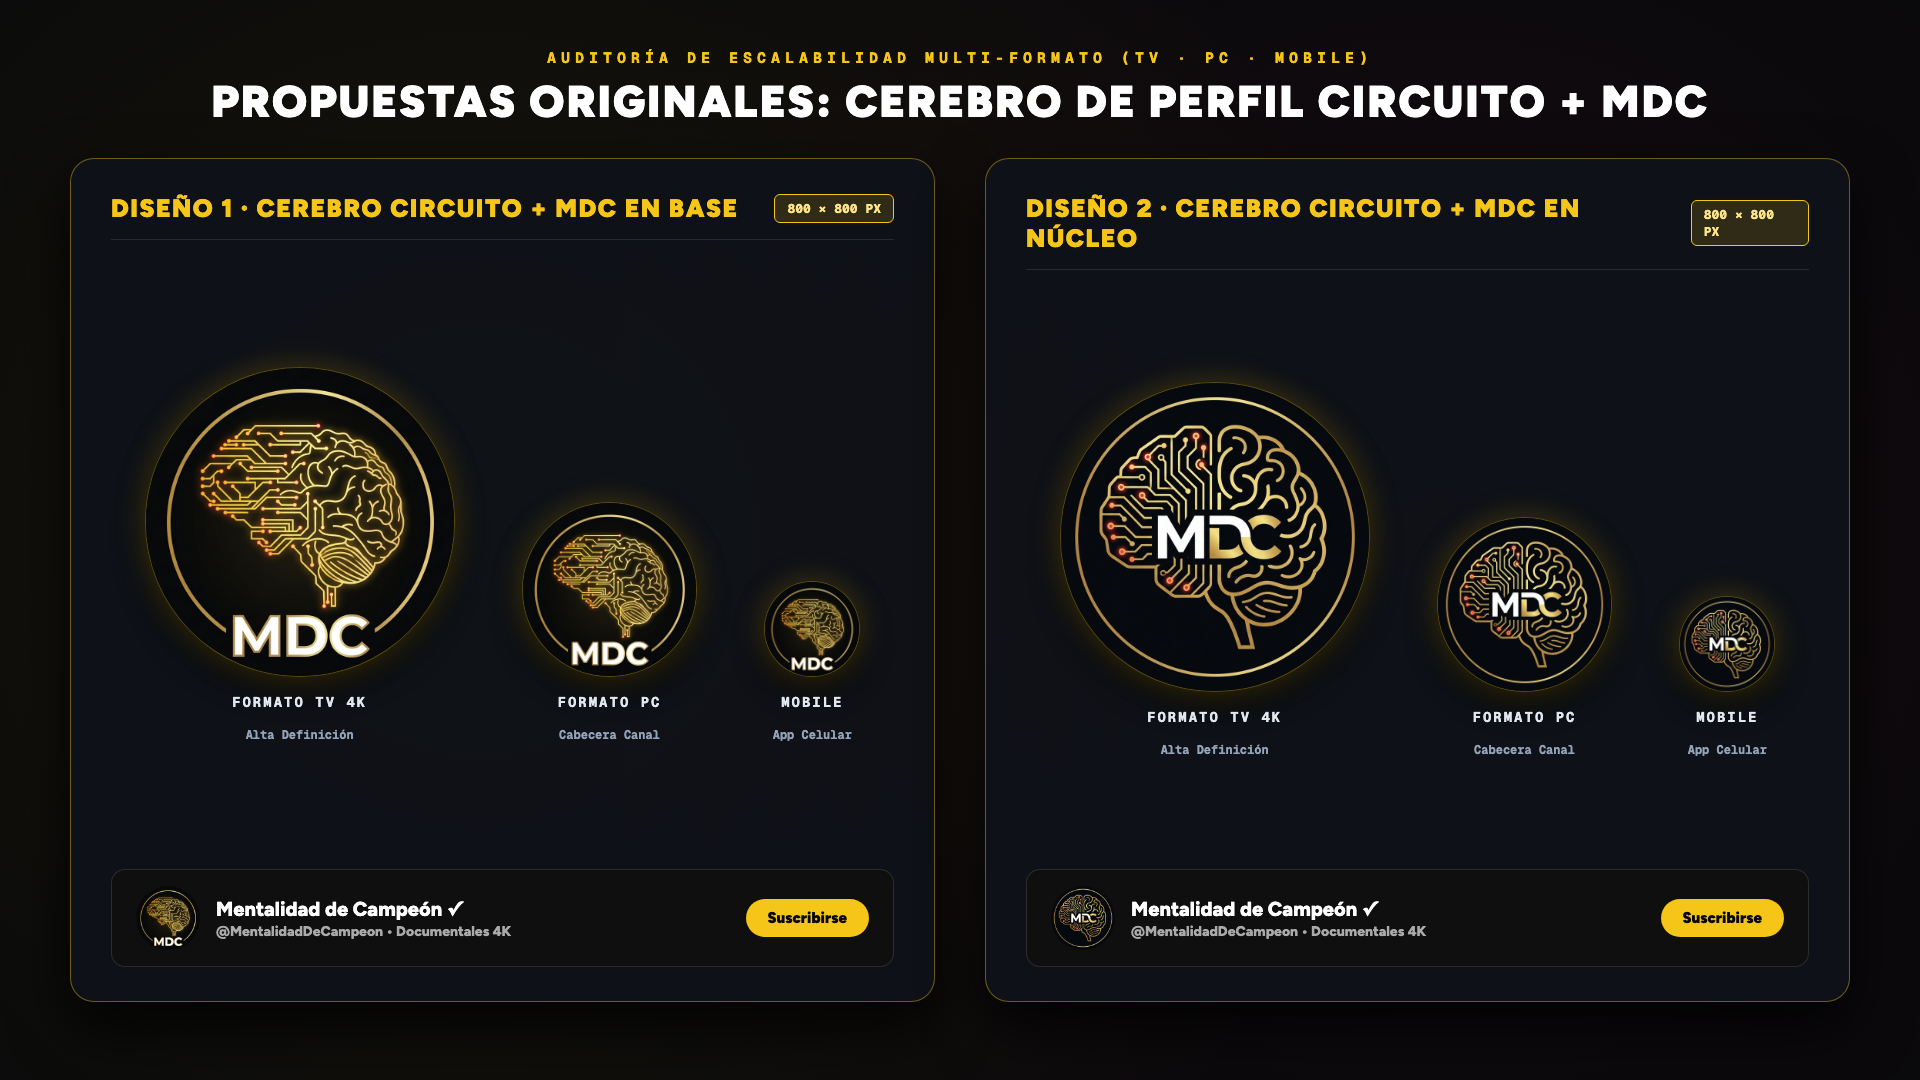 AUDITORÍA DE ESCALABILIDAD MULTI-FORMATO (TV · PC · MOBILE)
PROPUESTAS ORIGINALES: CEREBRO DE PERFIL CIRCUITO + MDC
DISEÑO 1 · CEREBRO CIRCUITO + MDC EN BASE
800 × 800 PX
MDC
MDC
MDC
FORMATO TV 4K
FORMATO PC
MOBILE
Alta Definición
Cabecera Canal
App Celular
MDC
Mentalidad de Campeón ✓
@MentalidadDeCampeon • Documentales 4K
Suscribirse
DISEÑO 2 · CEREBRO CIRCUITO + MDC EN
NÚCLEO
800 × 800
PX
MDC
MDC
MDC
FORMATO TV 4K
FORMATO PC
MOBILE
Alta Definición
Cabecera Canal
App Celular
MDC
Mentalidad de Campeón ✓
@MentalidadDeCampeon • Documentales 4K
Suscribirse